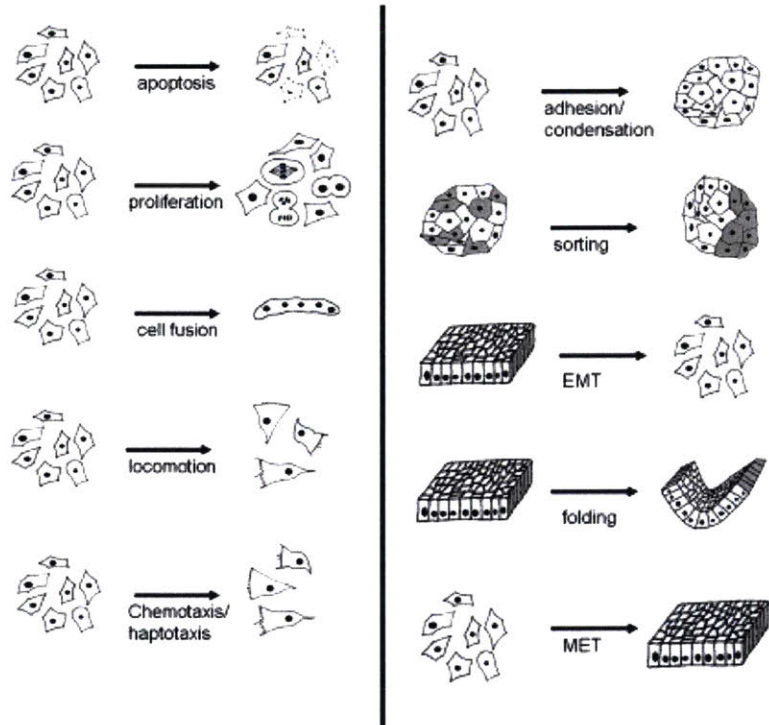 apoptosis
proliferation
cell fusion
locomotion
Chemotaxis/
haptotaxis
adhesion/
condensation
sorting
EMT
folding
MET